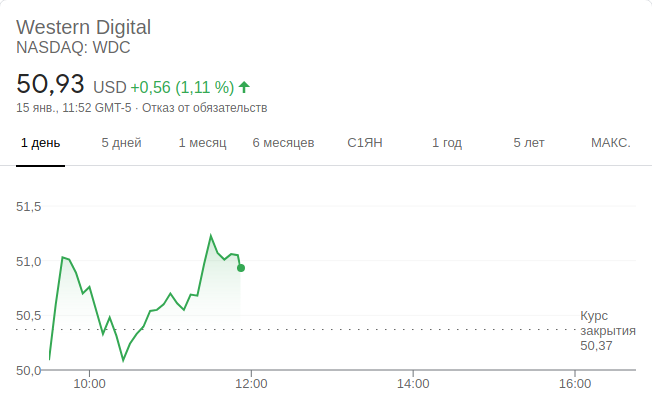 Western Digital
NASDAQ: WDC
50,93 USD +0,56 (1,11 %)
15 янв., 11:52 GMT-5 · Отказ от обязательств
1 день 5 дней 1 месяц 6 месяцев С1ЯН 1 год 5 лет МАКС.
51,5
51,0
50,5
50,0
Курс
закрытия
50,37
10:00 12:00 14:00 16:00